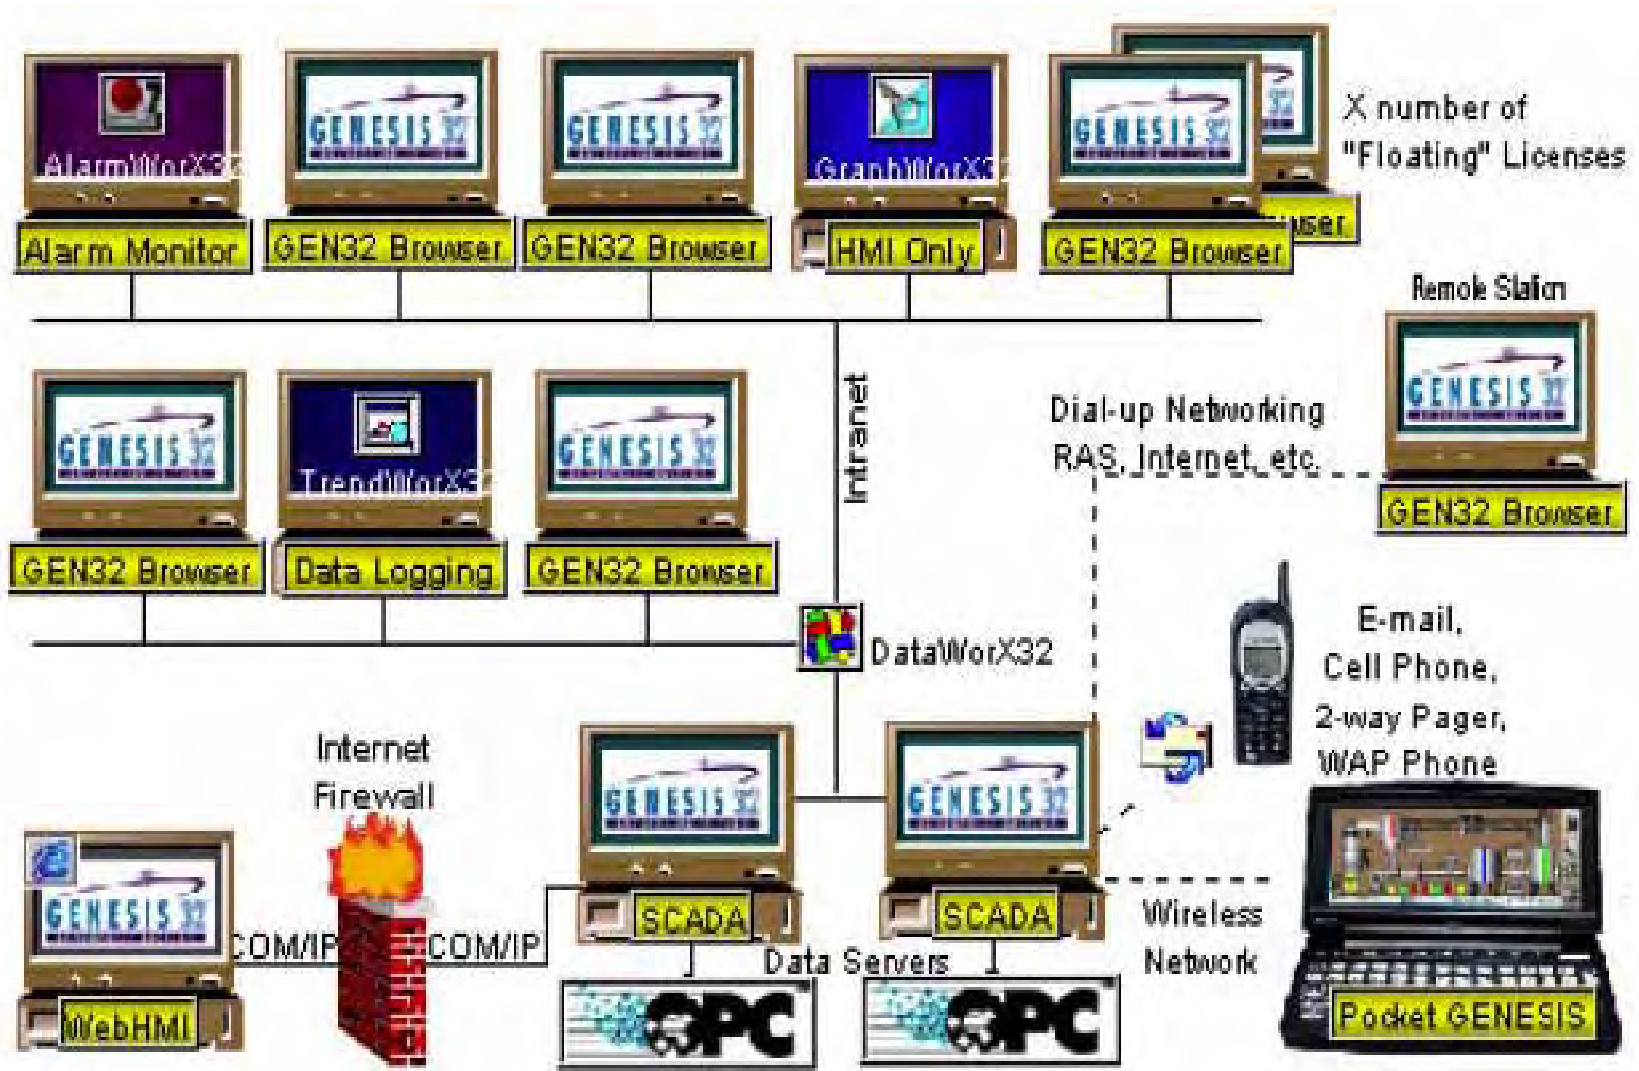 AlarmWorX32
GENESIS 32
GENESIS 32
GraphWorX32
GENESIS 32
32
X number of
"Floating" Licenses
Alarm Monitor
GEN32 Browser
GEN32 Browser
HMI Only
GEN32 Browser
wser
Remote Station
GENESIS 32
GEN32 Browser
Intranet
Dial-up Networking
RAS, Internet, etc.
GENESIS 32
TrendWorX32
GENESIS 32
GEN32 Browser
Data Logging
GEN32 Browser
DataWorX32
E-mail,
Cell Phone,
2-way Pager,
WAP Phone
Internet
Firewall
GENESIS 32
GENESIS 32
GENESIS 32
COM/IP
COM/IP
WebHMI
SCADA
SCADA
Data Servers
OPC
OPC
Wireless
Network
Pocket GENESIS